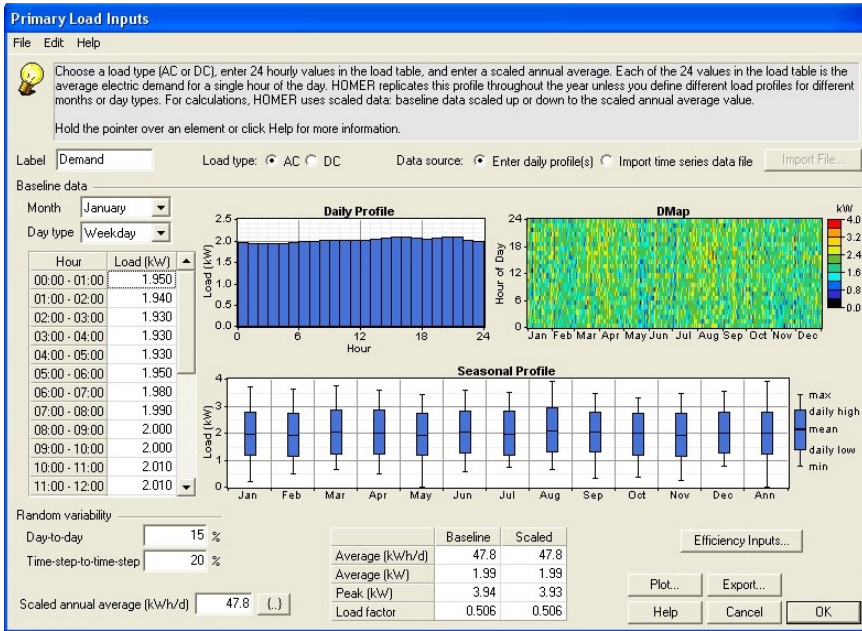 Primary Load Inputs
File Edit Help
Choose a load type (AC or DC), enter 24 hourly values in the load table, and enter a scaled annual average. Each of the 24 values in the load table is the
average electric demand for a single hour of the day. HOMER replicates this profile throughout the year unless you define different load profiles for different
months or day types. For calculations, HOMER uses scaled data: baseline data scaled up or down to the scaled annual average value.
Hold the pointer over an element or click Help for more information.
Label Demand Load type: AC DC Data source: Enter daily profile(s) Import time series data file Import File...
Baseline data
Month January
Day type Weekday
Hour Load (kW)
00:00 - 01:00 1.950
01:00 - 02:00 1.940
02:00 - 03:00 1.930
03:00 - 04:00 1.930
04:00 - 05:00 1.930
05:00 - 06:00 1.950
06:00 - 07:00 1.980
07:00 - 08:00 1.990
08:00 - 09:00 2.000
09:00 - 10:00 2.000
10:00 - 11:00 2.010
11:00 - 12:00 2.010
Daily Profile
Load (kW)
2.5
2.0
1.5
1.0
0.5
0.0
0 6 12 18 24
Hour
DMap
Hour of Day
24
18
12
6
0
Jan Feb Mar Apr May Jun Jul Aug Sep Oct Nov Dec
kW
4.0
3.2
2.4
1.6
0.8
0.0
Seasonal Profile
Load (kW)
4
3
2
1
0
Jan Feb Mar Apr May Jun Jul Aug Sep Oct Nov Dec Ann
max
daily high
mean
daily low
min
Random variability
Day-to-day 15 %
Time-step-to-time-step 20 %
Scaled annual average (kWh/d) 47.8 {..}
Baseline Scaled
Average (kWh/d) 47.8 47.8
Average (kW) 1.99 1.99
Peak (kW) 3.94 3.93
Load factor 0.506 0.506
Efficiency Inputs...
Plot... Export...
Help Cancel OK